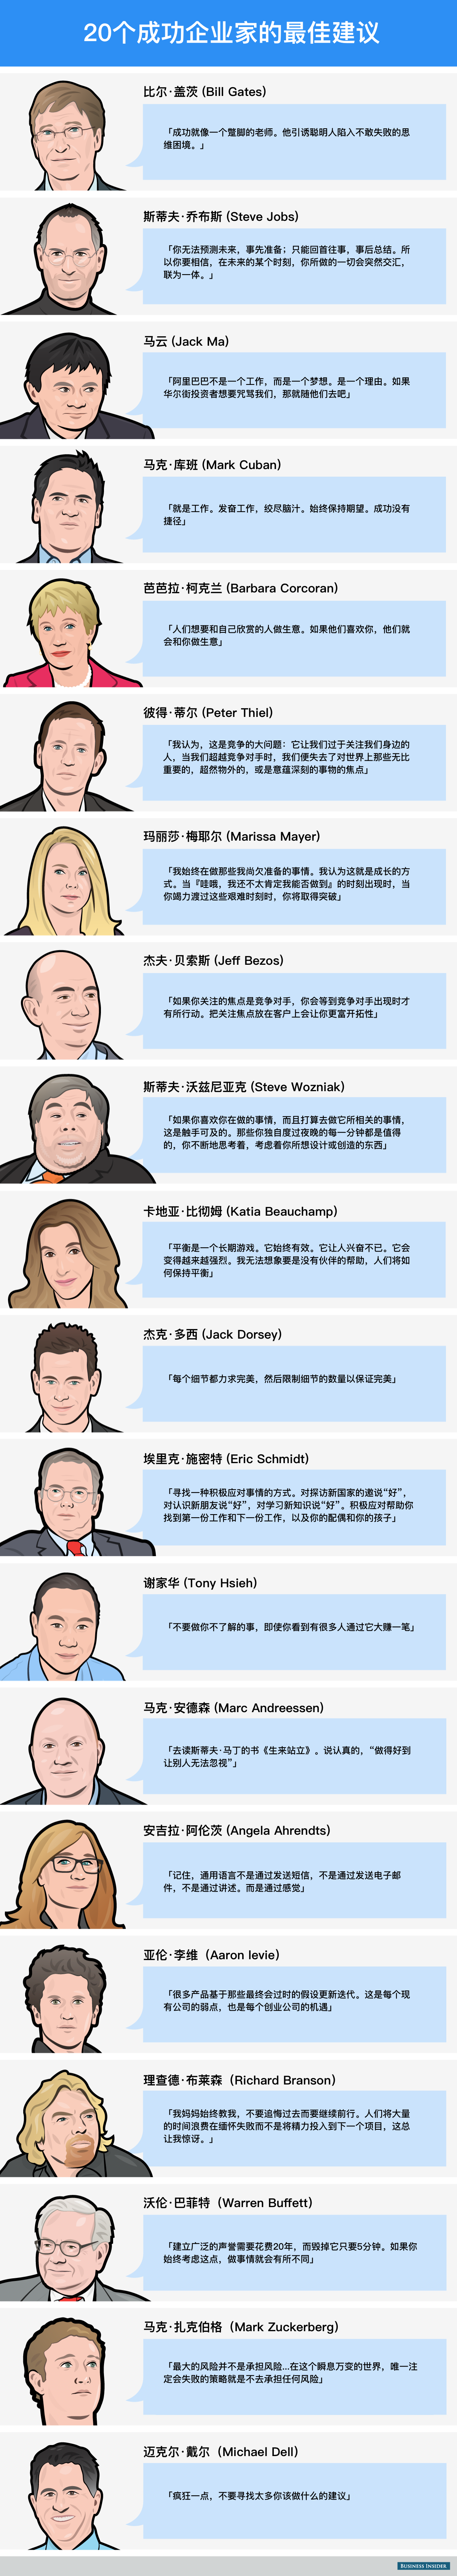 20个成功企业家的最佳建议
比尔·盖茨 (Bill Gates)
「成功就像一个蹩脚的老师。他引诱聪明人陷入不敢失败的思
维困境。」
斯蒂夫·乔布斯 (Steve Jobs)
「你无法预测未来，事先准备；只能回首往事，事后总结。所
以你要相信，在未来的某个时刻，你所做的一切会突然交汇，
联为一体。」
马云 (Jack Ma)
「阿里巴巴不是一个工作，而是一个梦想。是一个理由。如果
华尔街投资者想要咒骂我们，那就随他们去吧」
马克·库班 (Mark Cuban)
「就是工作。发奋工作，绞尽脑汁。始终保持期望。成功没有
捷径」
芭芭拉·柯克兰 (Barbara Corcoran)
「人们想要和自己欣赏的人做生意。如果他们喜欢你，他们就
会和你做生意」
彼得·蒂尔 (Peter Thiel)
「我认为，这是竞争的大问题：它让我们过于关注我们身边的
人，当我们超越竞争对手时，我们便失去了对世界上那些无比
重要的，超然物外的，或是意蕴深刻的事物的焦点」
玛丽莎·梅耶尔 (Marissa Mayer)
「我始终在做那些我尚欠准备的事情。我认为这就是成长的方
式。当『哇哦，我还不太肯定我能否做到』的时刻出现时，当
你竭力渡过这些艰难时刻时，你将取得突破」
杰夫·贝索斯 (Jeff Bezos)
「如果你关注的焦点是竞争对手，你会等到竞争对手出现时才
有所行动。把关注焦点放在客户上会让你更富开拓性」
斯蒂夫·沃兹尼亚克 (Steve Wozniak)
「如果你喜欢你在做的事情，而且打算去做它所相关的事情，
这是触手可及的。那些你独自度过夜晚的每一分钟都是值得
的，你不断地思考着，考虑着你所想设计或创造的东西」
卡地亚·比彻姆 (Katia Beauchamp)
「平衡是一个长期游戏。它始终有效。它让人兴奋不已。它会
变得越来越强烈。我无法想象要是没有伙伴的帮助，人们将如
何保持平衡」
杰克·多西 (Jack Dorsey)
「每个细节都力求完美，然后限制细节的数量以保证完美」
埃里克·施密特 (Eric Schmidt)
「寻找一种积极应对事情的方式。对探访新国家的邀说“好”，
对认识新朋友说“好”，对学习新知识说“好”。积极应对帮助你
找到第一份工作和下一份工作，以及你的配偶和你的孩子」
谢家华 (Tony Hsieh)
「不要做你不了解的事，即使你看到有很多人通过它大赚一笔」
马克·安德森 (Marc Andreessen)
「去读斯蒂夫·马丁的书《生来站立》。说认真的，“做得好到
让别人无法忽视”」
安吉拉·阿伦茨 (Angela Ahrendts)
「记住，通用语言不是通过发送短信，不是通过发送电子邮
件，不是通过讲述。而是通过感觉」
亚伦·李维（Aaron levie）
「很多产品基于那些最终会过时的假设更新迭代。这是每个现
有公司的弱点，也是每个创业公司的机遇」
理查德·布莱森（Richard Branson）
「我妈妈始终教我，不要追悔过去而要继续前行。人们将大量
的时间浪费在缅怀失败而不是将精力投入到下一个项目，这总
让我惊讶。」
沃伦·巴菲特（Warren Buffett）
「建立广泛的声誉需要花费20年，而毁掉它只要5分钟。如果你
始终考虑这点，做事情就会有所不同」
马克·扎克伯格（Mark Zuckerberg）
「最大的风险并不是承担风险...在这个瞬息万变的世界，唯一注
定会失败的策略就是不去承担任何风险」
迈克尔·戴尔（Michael Dell）
「疯狂一点，不要寻找太多你该做什么的建议」
BUSINESS INSIDER